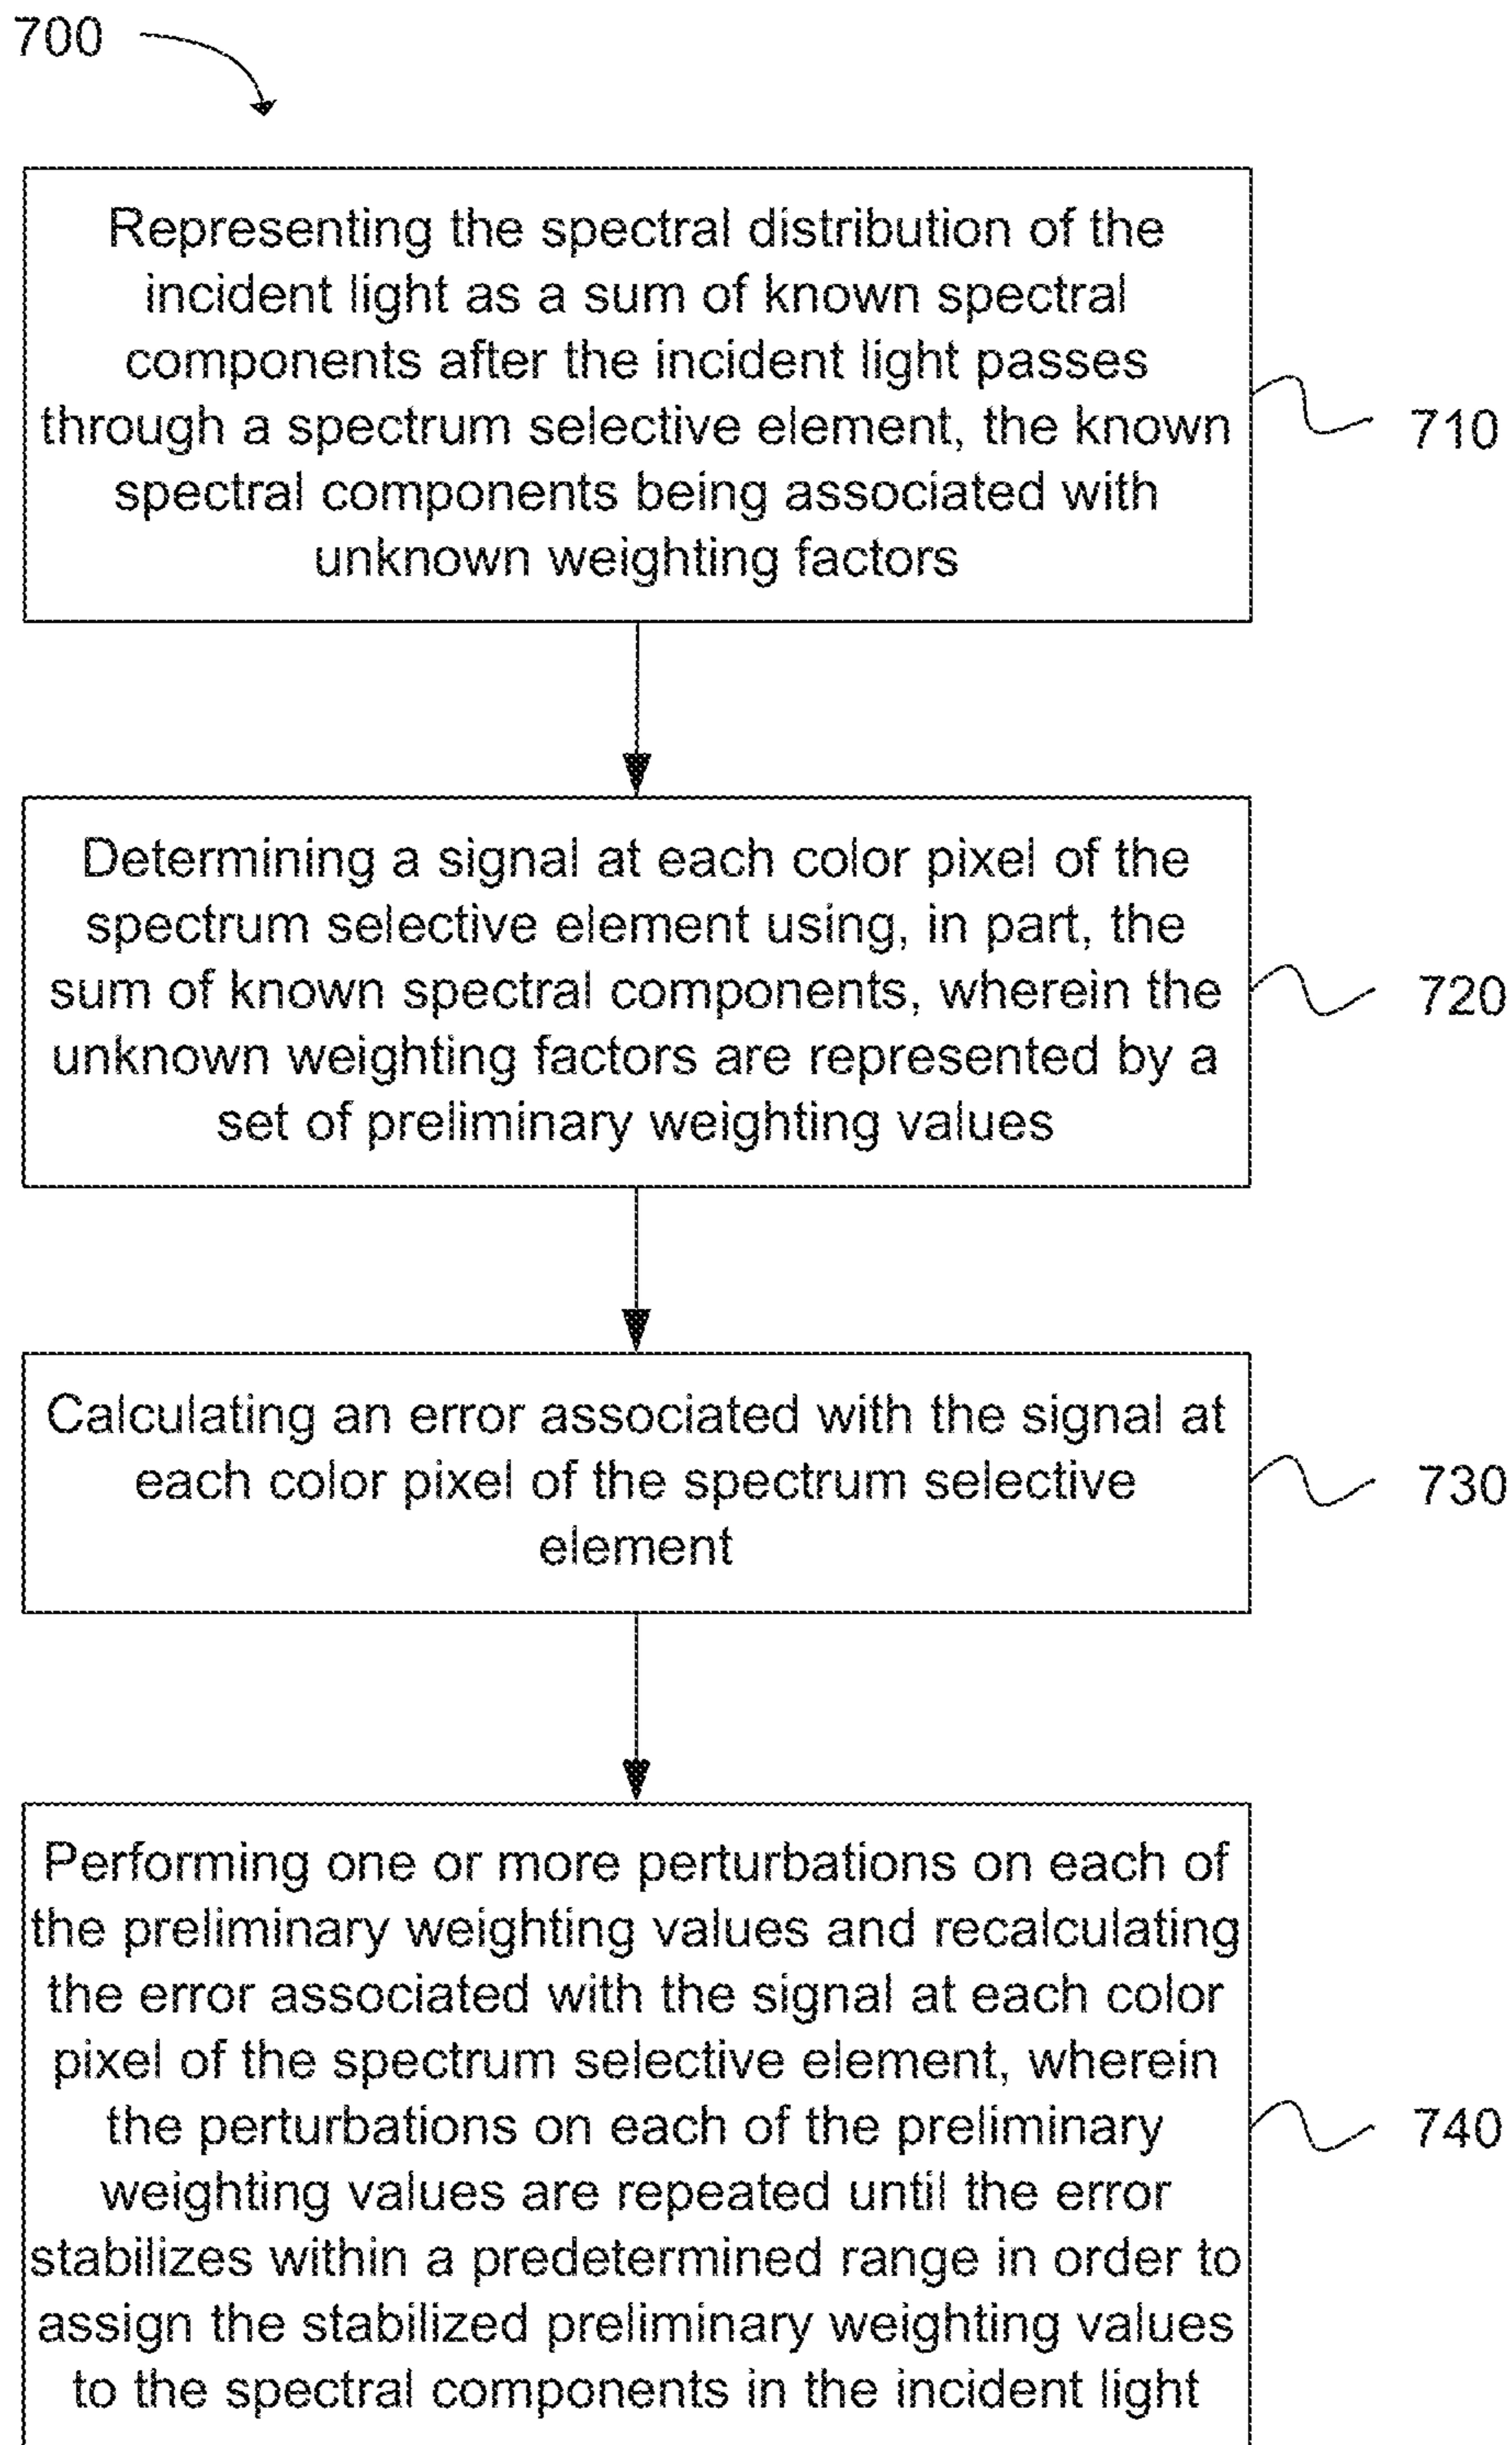 700
Representing the spectral distribution of the
incident light as a sum of known spectral
components after the incident light passes
through a spectrum selective element, the known
spectral components being associated with
unknown weighting factors
710
Determining a signal at each color pixel of the
spectrum selective element using, in part, the
sum of known spectral components, wherein the
unknown weighting factors are represented by a
set of preliminary weighting values
720
Calculating an error associated with the signal at
each color pixel of the spectrum selective
element
730
Performing one or more perturbations on each of
the preliminary weighting values and recalculating
the error associated with the signal at each color
pixel of the spectrum selective element, wherein
the perturbations on each of the preliminary
weighting values are repeated until the error
stabilizes within a predetermined range in order to
assign the stabilized preliminary weighting values
to the spectral components in the incident light
740